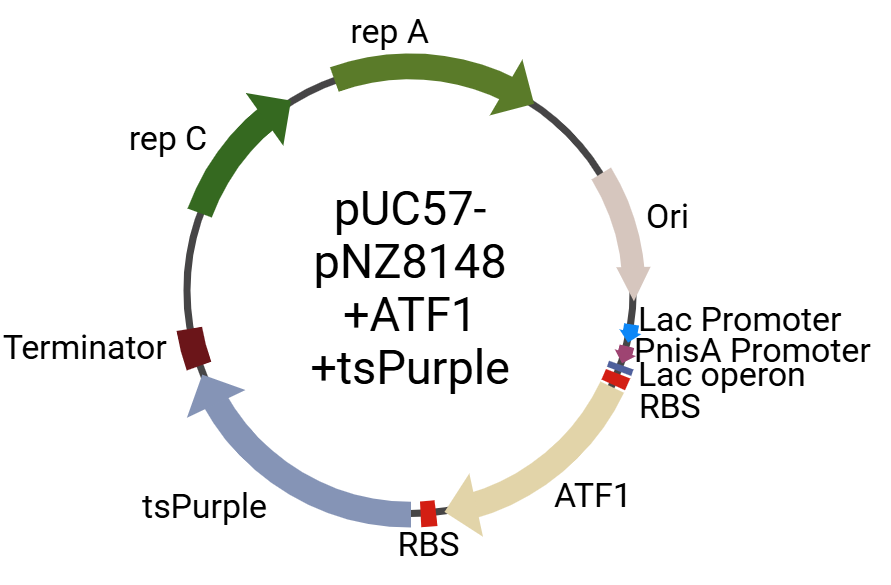 rep A
rep C
Ori
pUC57-
pNZ8148
+ATF1
+tsPurple
Lac Promoter
PnisA Promoter
Lac operon
RBS
Terminator
ATF1
tsPurple
RBS